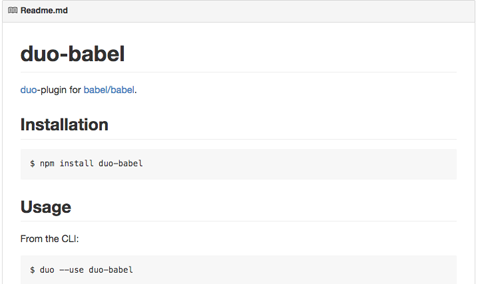 Readme.md
duo-babel
duo-plugin for babel/babel.
Installation
$ npm install duo-babel
Usage
From the CLI:
$ duo --use duo-babel